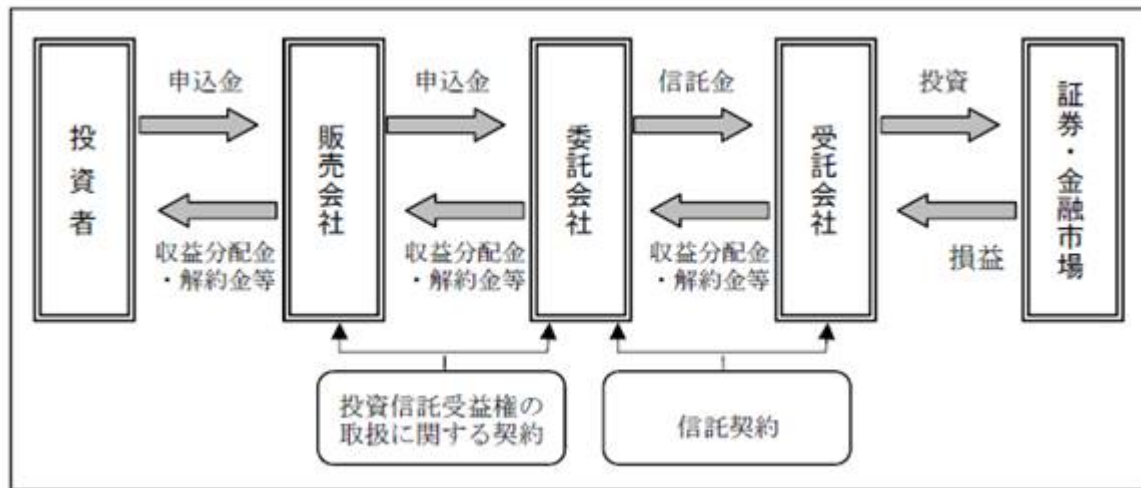 申込金
申込金
信託金
投資
投資者
販売会社
委託会社
受託会社
証券・金融市場
収益分配金
・解約金等
収益分配金
・解約金等
収益分配金
・解約金等
損益
投資信託受益権の
取扱に関する契約
信託契約